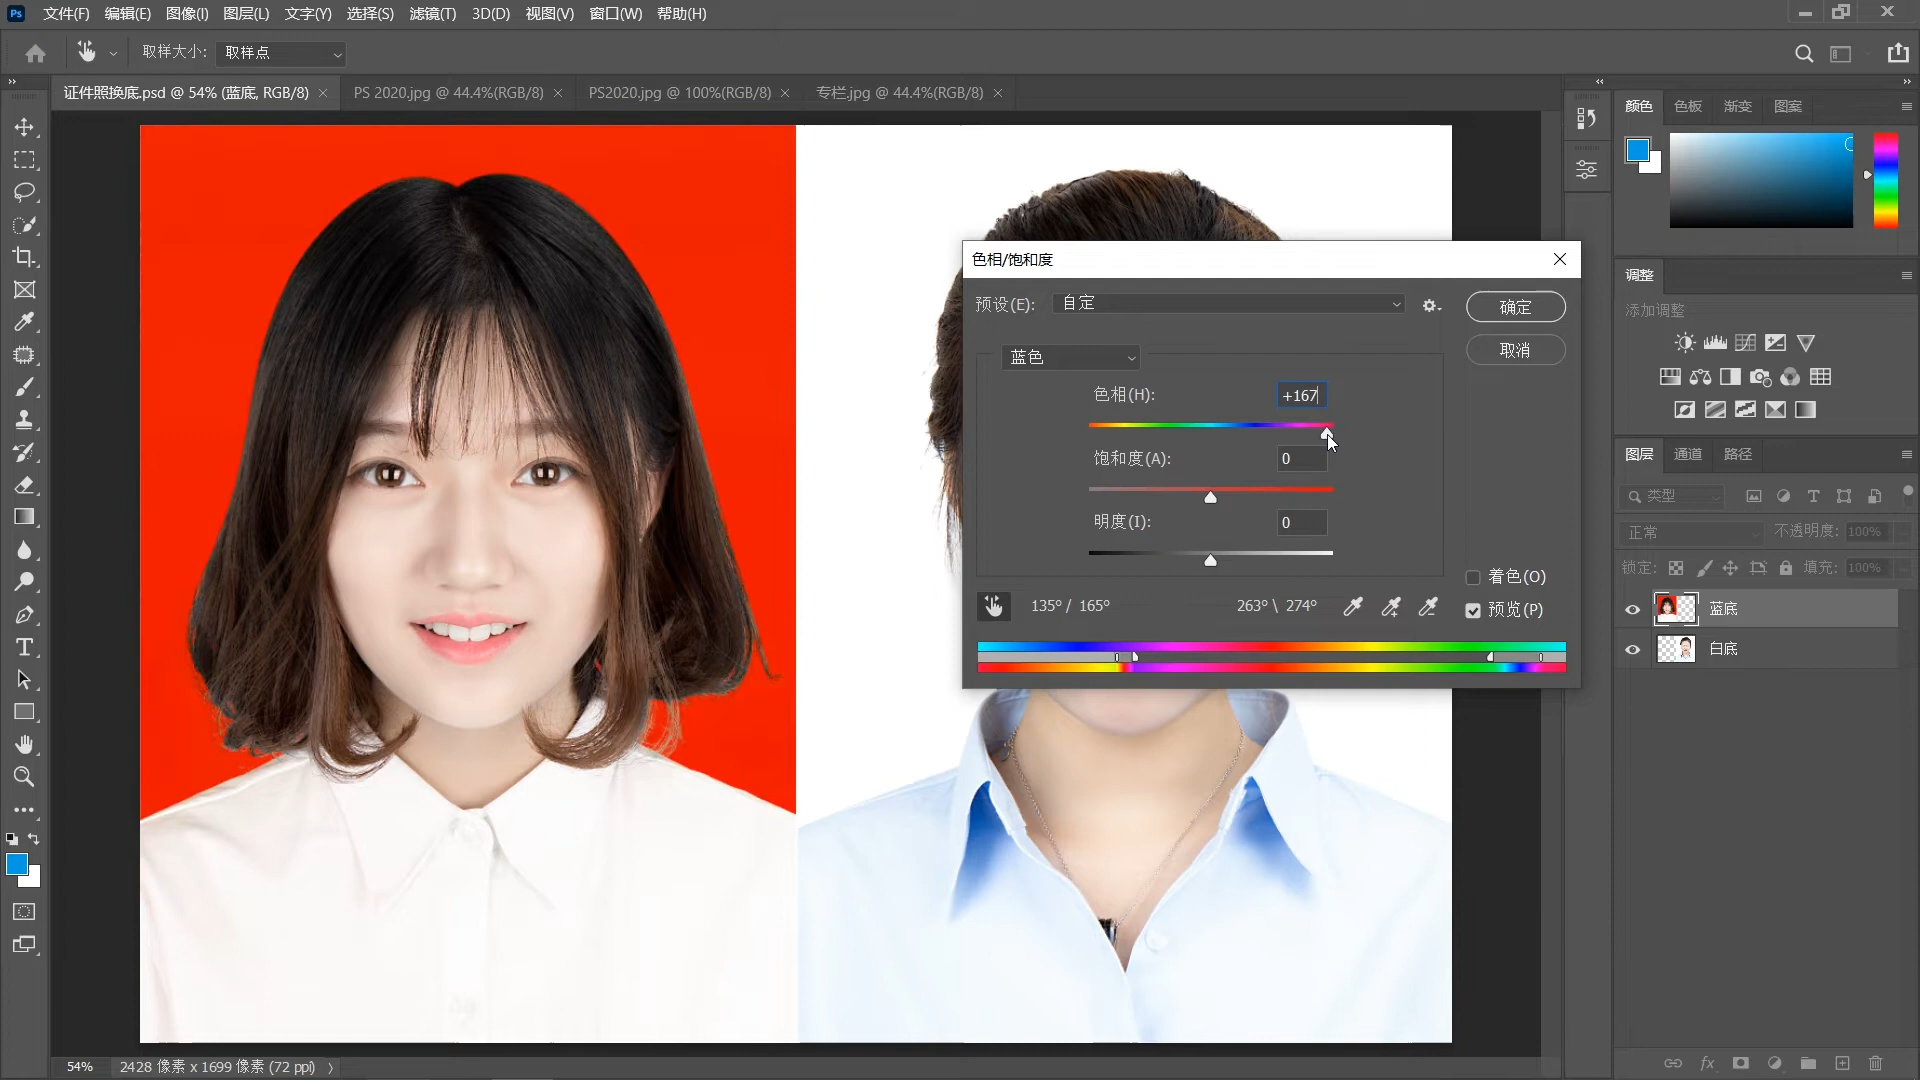 Ps 文件(F) 编辑(E) 图像(I) 图层(L) 文字(Y) 选择(S) 滤镜(T) 3D(D) 视图(V) 窗口(W) 帮助(H)
取样大小: 取样点
证件照换底.psd @ 54% (蓝底, RGB/8) × PS 2020.jpg @ 44.4%(RGB/8) × PS2020.jpg @ 100%(RGB/8) × 专栏.jpg @ 44.4%(RGB/8) ×
颜色 色板 渐变 图案
色相/饱和度
预设(E): 自定
确定
取消
蓝色
色相(H): +167
饱和度(A): 0
明度(I): 0
着色(O)
预览(P)
135°/ 165° 263°\ 274°
调整
添加调整
图层 通道 路径
类型
正常 不透明度: 100%
锁定: 填充: 100%
蓝底
白底
54% 2428 像素 x 1699 像素 (72 ppi)